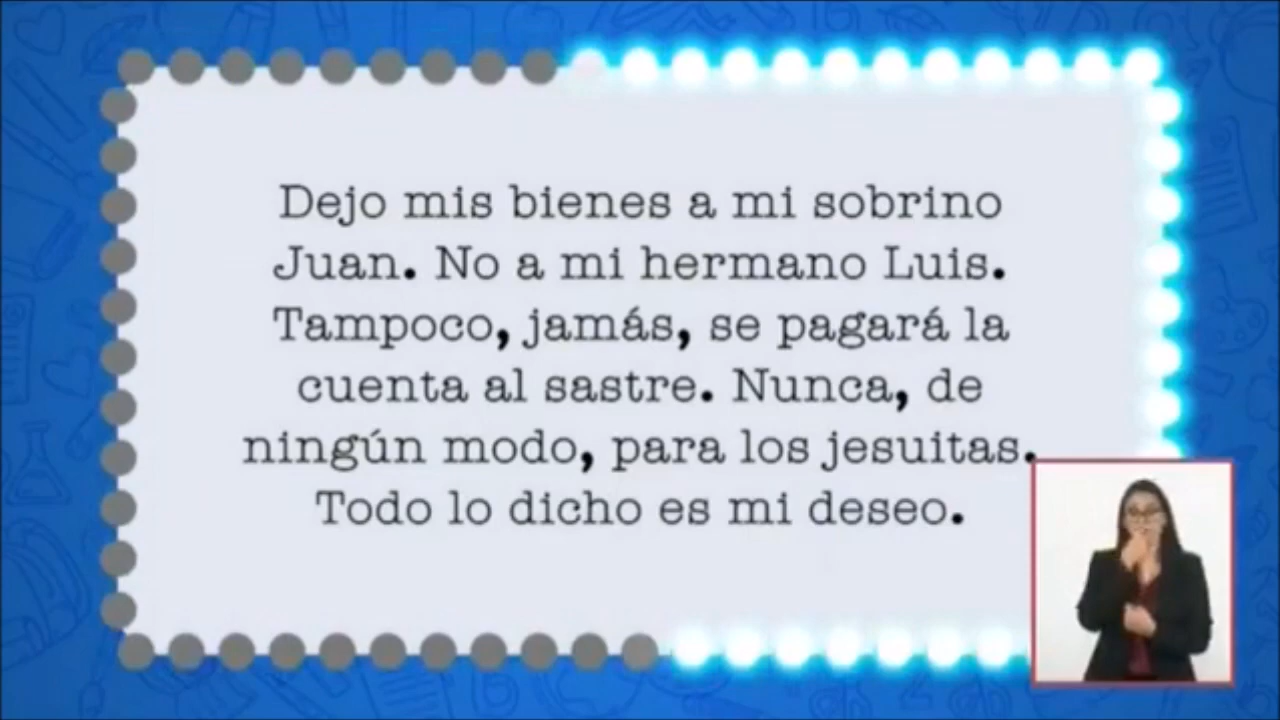 Dejo mis bienes a mi sobrino
Juan. No a mi hermano Luis.
Tampoco, jamás, se pagará la
cuenta al sastre. Nunca, de
ningún modo, para los jesuitas.
Todo lo dicho es mi deseo.